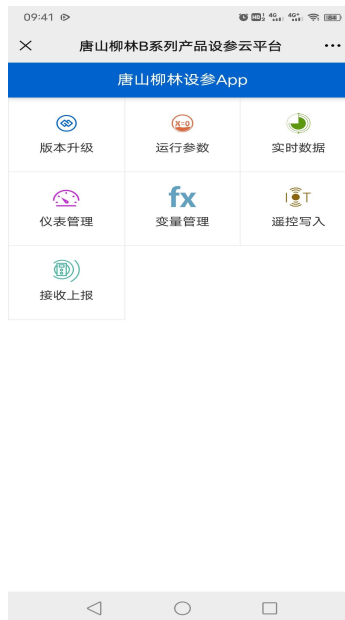 09:41
唐山柳林B系列产品设参云平台
唐山柳林设参App
版本升级
X=0
运行参数
实时数据
仪表管理
fx
变量管理
IOT
遥控写入
接收上报